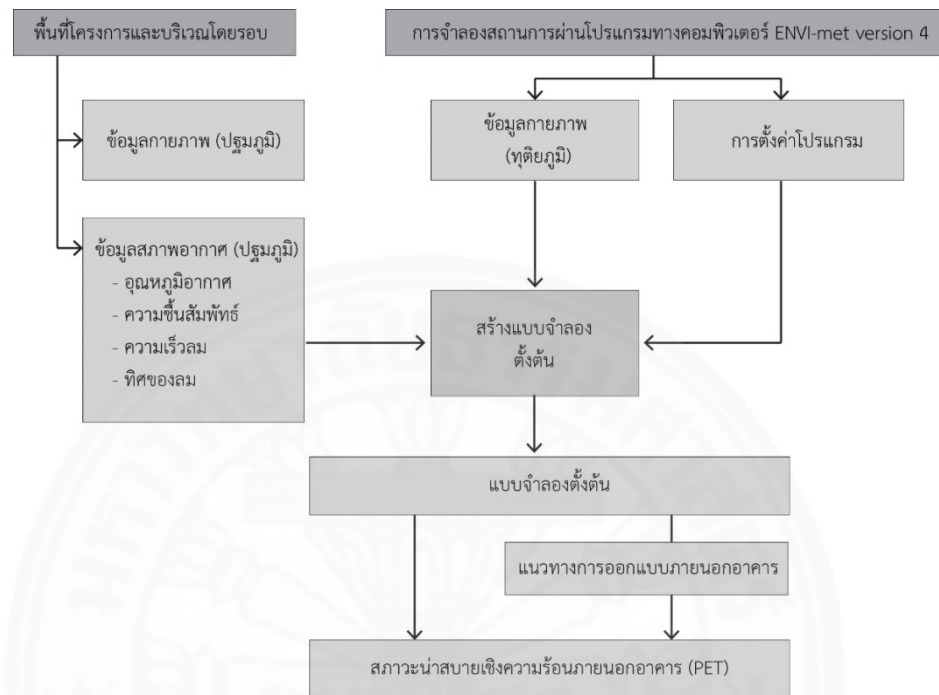 พื้นที่โครงการและบริเวณโดยรอบ
การจำลองสถานการผ่านโปรแกรมทางคอมพิวเตอร์ ENVI-met version 4
ข้อมูลกายภาพ (ปฐมภูมิ)
ข้อมูลกายภาพ
(ทุติยภูมิ)
การตั้งค่าโปรแกรม
ข้อมูลสภาพอากาศ (ปฐมภูมิ)
- อุณหภูมิอากาศ
- ความชื้นสัมพัทธ์
- ความเร็วลม
- ทิศของลม
สร้างแบบจำลอง
ตั้งต้น
แบบจำลองตั้งต้น
แนวทางการออกแบบภายนอกอาคาร
สภาวะน่าสบายเชิงความร้อนภายนอกอาคาร (PET)